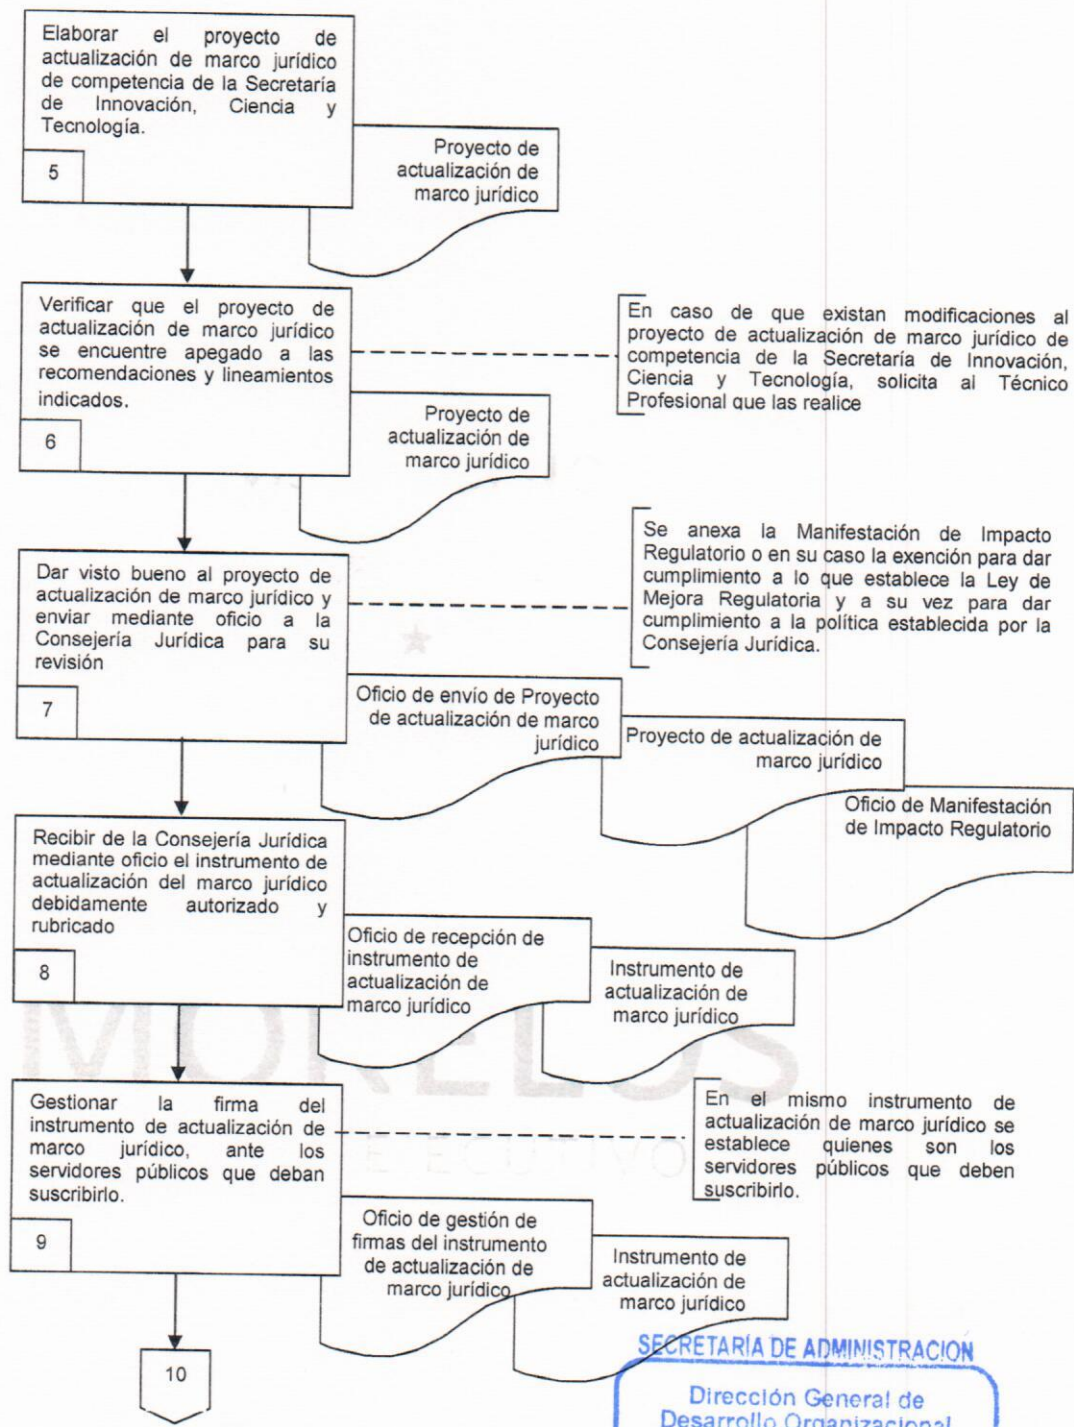 Elaborar el proyecto de
actualización de marco jurídico
de competencia de la Secretaría
de Innovación, Ciencia y
Tecnología.
5
Proyecto de
actualización de
marco jurídico
Verificar que el proyecto de
actualización de marco jurídico
se encuentre apegado a las
recomendaciones y lineamientos
indicados.
6
En caso de que existan modificaciones al
proyecto de actualización de marco jurídico de
competencia de la Secretaría de Innovación,
Ciencia y Tecnología, solicita al Técnico
Profesional que las realice
Proyecto de
actualización de
marco jurídico
Dar visto bueno al proyecto de
actualización de marco jurídico y
enviar mediante oficio a la
Consejería Jurídica para su
revisión
7
Se anexa la Manifestación de Impacto
Regulatorio o en su caso la exención para dar
cumplimiento a lo que establece la Ley de
Mejora Regulatoria y a su vez para dar
cumplimiento a la política establecida por la
Consejería Jurídica.
Oficio de envío de Proyecto
de actualización de marco
jurídico
Proyecto de actualización de
marco jurídico
Oficio de Manifestación
de Impacto Regulatorio
Recibir de la Consejería Jurídica
mediante oficio el instrumento de
actualización del marco jurídico
debidamente autorizado y
rubricado
8
Oficio de recepción de
instrumento de
actualización de
marco jurídico
Instrumento de
actualización de
marco jurídico
MORELOS
Gestionar la firma del
instrumento de actualización de
marco jurídico, ante los
servidores públicos que deban
suscribirlo.
9
En el mismo instrumento de
actualización de marco jurídico se
establece quienes son los
servidores públicos que deben
suscribirlo.
Oficio de gestión de
firmas del instrumento
de actualización de
marco jurídico
Instrumento de
actualización de
marco jurídico
10
SECRETARÍA DE ADMINISTRACION
Dirección General de
Desarrollo Organizacional